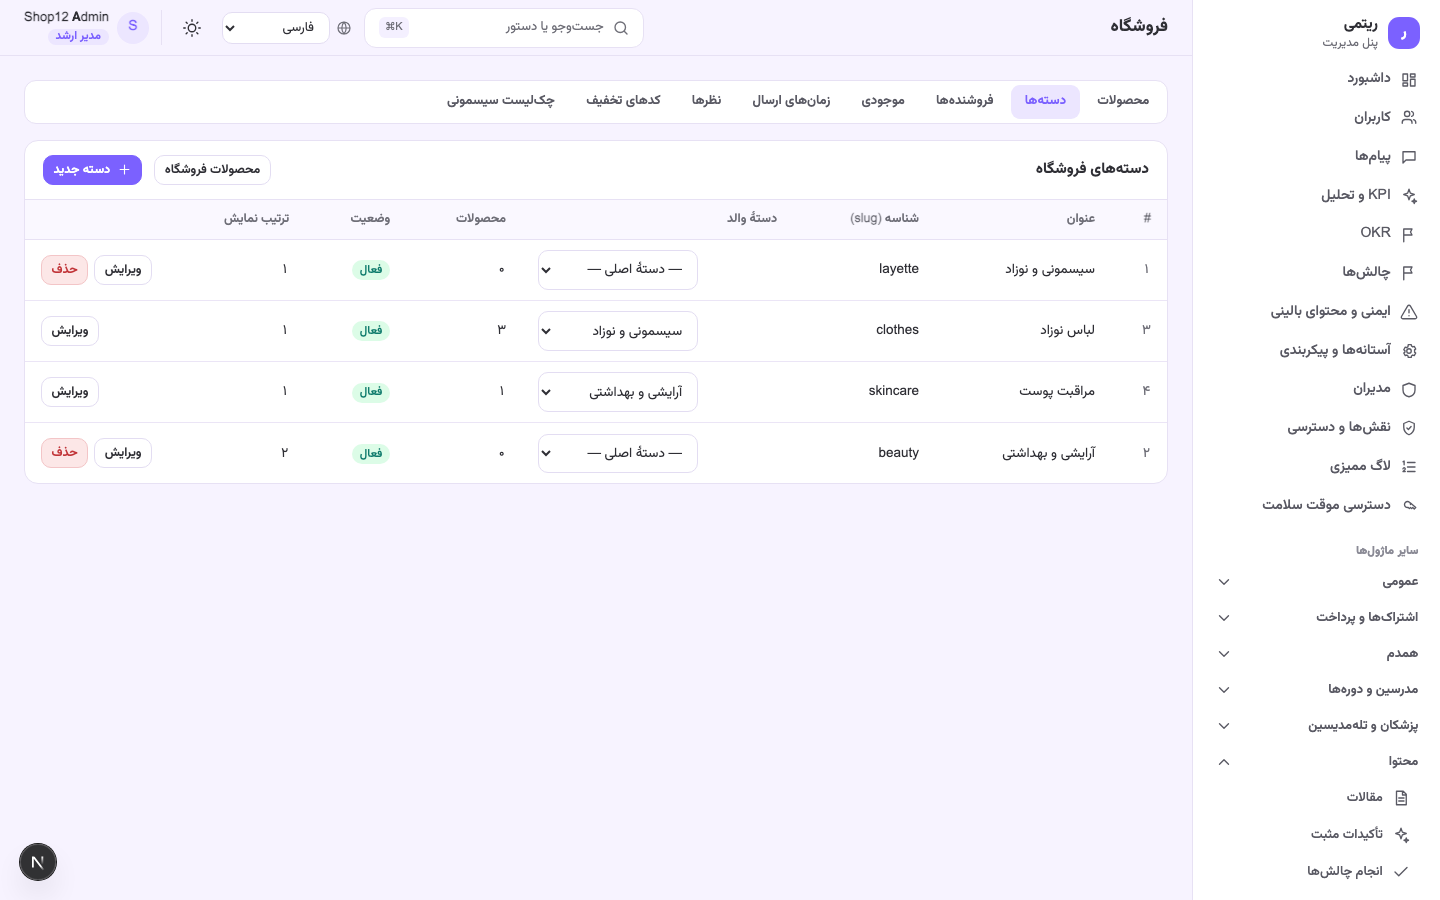 ر
ریتمی
پنل مدیریت
داشبورد
کاربران
پیام‌ها
KPI و تحلیل
OKR
چالش‌ها
ایمنی و محتوای بالینی
آستانه‌ها و پیکربندی
مدیران
نقش‌ها و دسترسی
لاگ ممیزی
دسترسی موقت سلامت
سایر ماژول‌ها
عمومی
اشتراک‌ها و پرداخت
همدم
مدرسین و دوره‌ها
پزشکان و تله‌مدیسین
محتوا
مقالات
تأکیدات مثبت
انجام چالش‌ها
فروشگاه
جست‌وجو یا دستور ⌘K
فارسی
S
Shop12 Admin
مدیر ارشد
محصولات دسته‌ها فروشنده‌ها موجودی زمان‌های ارسال نظرها کدهای تخفیف چک‌لیست سیسمونی
دسته‌های فروشگاه محصولات فروشگاه دسته جدید
# عنوان شناسه (slug) دستهٔ والد محصولات وضعیت ترتیب نمایش
۱ سیسمونی و نوزاد layette — دستهٔ اصلی — ۰ فعال ۱ ویرایش حذف
۳ لباس نوزاد clothes سیسمونی و نوزاد ۳ فعال ۱ ویرایش
۴ مراقبت پوست skincare آرایشی و بهداشتی ۱ فعال ۱ ویرایش
۲ آرایشی و بهداشتی beauty — دستهٔ اصلی — ۰ فعال ۲ ویرایش حذف
N